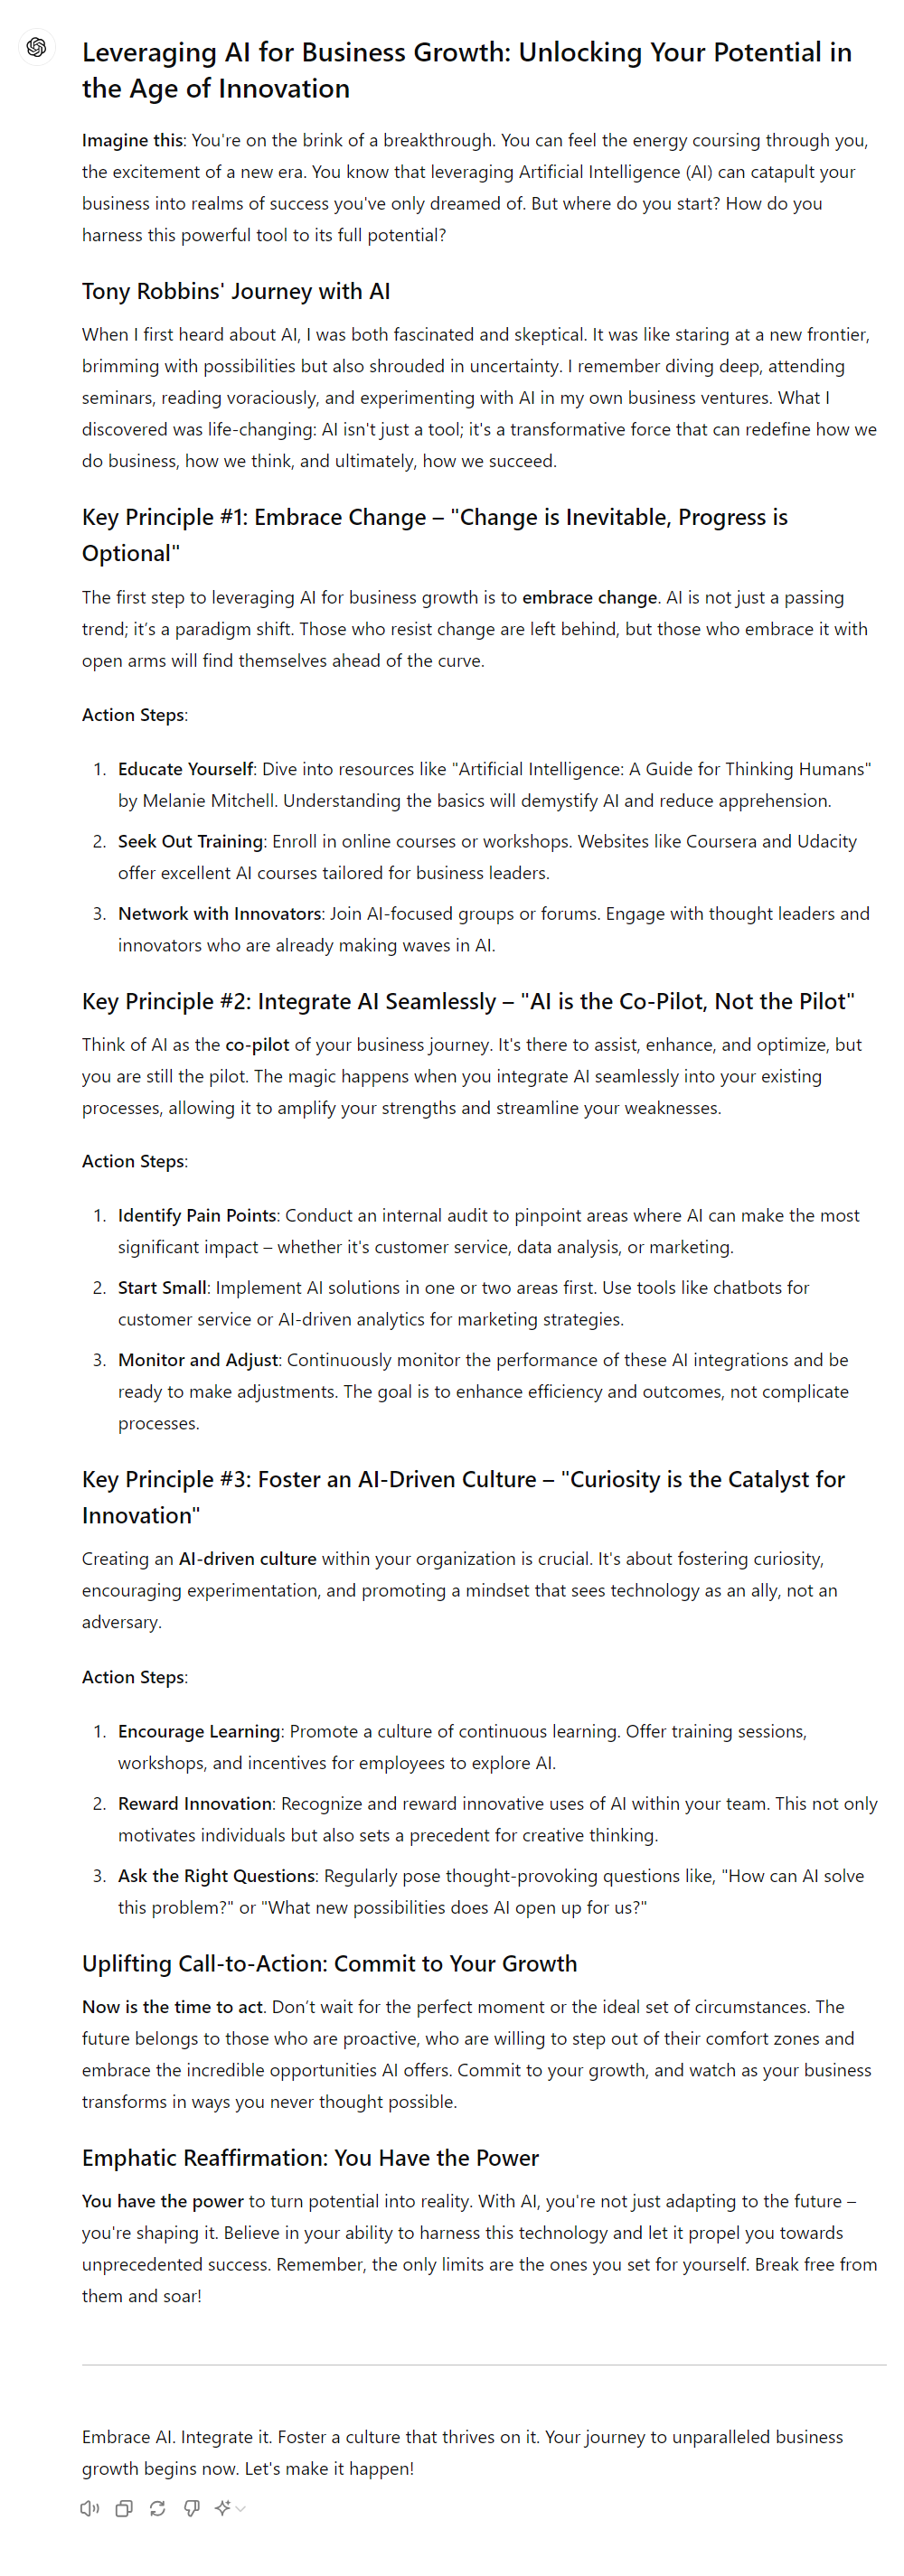 Leveraging AI for Business Growth: Unlocking Your Potential in
the Age of Innovation
Imagine this: You're on the brink of a breakthrough. You can feel the energy coursing through you,
the excitement of a new era. You know that leveraging Artificial Intelligence (AI) can catapult your
business into realms of success you've only dreamed of. But where do you start? How do you
harness this powerful tool to its full potential?
Tony Robbins' Journey with AI
When I first heard about AI, I was both fascinated and skeptical. It was like staring at a new frontier,
brimming with possibilities but also shrouded in uncertainty. I remember diving deep, attending
seminars, reading voraciously, and experimenting with AI in my own business ventures. What I
discovered was life-changing: AI isn't just a tool; it's a transformative force that can redefine how we
do business, how we think, and ultimately, how we succeed.
Key Principle #1: Embrace Change – "Change is Inevitable, Progress is
Optional"
The first step to leveraging AI for business growth is to embrace change. AI is not just a passing
trend; it's a paradigm shift. Those who resist change are left behind, but those who embrace it with
open arms will find themselves ahead of the curve.
Action Steps:
1. Educate Yourself: Dive into resources like "Artificial Intelligence: A Guide for Thinking Humans"
by Melanie Mitchell. Understanding the basics will demystify AI and reduce apprehension.
2. Seek Out Training: Enroll in online courses or workshops. Websites like Coursera and Udacity
offer excellent AI courses tailored for business leaders.
3. Network with Innovators: Join AI-focused groups or forums. Engage with thought leaders and
innovators who are already making waves in AI.
Key Principle #2: Integrate AI Seamlessly – "AI is the Co-Pilot, Not the Pilot"
Think of AI as the co-pilot of your business journey. It's there to assist, enhance, and optimize, but
you are still the pilot. The magic happens when you integrate AI seamlessly into your existing
processes, allowing it to amplify your strengths and streamline your weaknesses.
Action Steps:
1. Identify Pain Points: Conduct an internal audit to pinpoint areas where AI can make the most
significant impact – whether it's customer service, data analysis, or marketing.
2. Start Small: Implement AI solutions in one or two areas first. Use tools like chatbots for
customer service or AI-driven analytics for marketing strategies.
3. Monitor and Adjust: Continuously monitor the performance of these AI integrations and be
ready to make adjustments. The goal is to enhance efficiency and outcomes, not complicate
processes.
Key Principle #3: Foster an AI-Driven Culture – "Curiosity is the Catalyst for
Innovation"
Creating an AI-driven culture within your organization is crucial. It's about fostering curiosity,
encouraging experimentation, and promoting a mindset that sees technology as an ally, not an
adversary.
Action Steps:
1. Encourage Learning: Promote a culture of continuous learning. Offer training sessions,
workshops, and incentives for employees to explore AI.
2. Reward Innovation: Recognize and reward innovative uses of AI within your team. This not only
motivates individuals but also sets a precedent for creative thinking.
3. Ask the Right Questions: Regularly pose thought-provoking questions like, "How can AI solve
this problem?" or "What new possibilities does AI open up for us?"
Uplifting Call-to-Action: Commit to Your Growth
Now is the time to act. Don't wait for the perfect moment or the ideal set of circumstances. The
future belongs to those who are proactive, who are willing to step out of their comfort zones and
embrace the incredible opportunities AI offers. Commit to your growth, and watch as your business
transforms in ways you never thought possible.
Emphatic Reaffirmation: You Have the Power
You have the power to turn potential into reality. With AI, you're not just adapting to the future –
you're shaping it. Believe in your ability to harness this technology and let it propel you towards
unprecedented success. Remember, the only limits are the ones you set for yourself. Break free from
them and soar!
Embrace AI. Integrate it. Foster a culture that thrives on it. Your journey to unparalleled business
growth begins now. Let's make it happen!